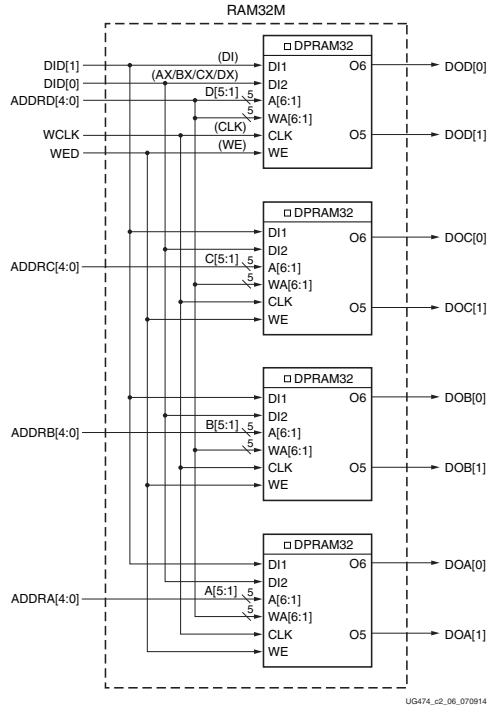 RAM32M
DPRAM32
DID[1]
(DI)
DI1
O6
DOD[0]
DID[0]
(AX/BX/CX/DX)
DI2
ADDRD[4:0]
D[5:1]
5
A[6:1]
5
WA[6:1]
WCLK
(CLK)
CLK
O5
DOD[1]
WED
(WE)
WE
DPRAM32
DI1
O6
DOC[0]
DI2
ADDRC[4:0]
C[5:1]
5
A[6:1]
5
WA[6:1]
CLK
O5
DOC[1]
WE
DPRAM32
DI1
O6
DOB[0]
DI2
ADDRB[4:0]
B[5:1]
5
A[6:1]
5
WA[6:1]
CLK
O5
DOB[1]
WE
DPRAM32
DI1
O6
DOA[0]
DI2
ADDRA[4:0]
A[5:1]
5
A[6:1]
5
WA[6:1]
CLK
O5
DOA[1]
WE
UG474_c2_06_070914